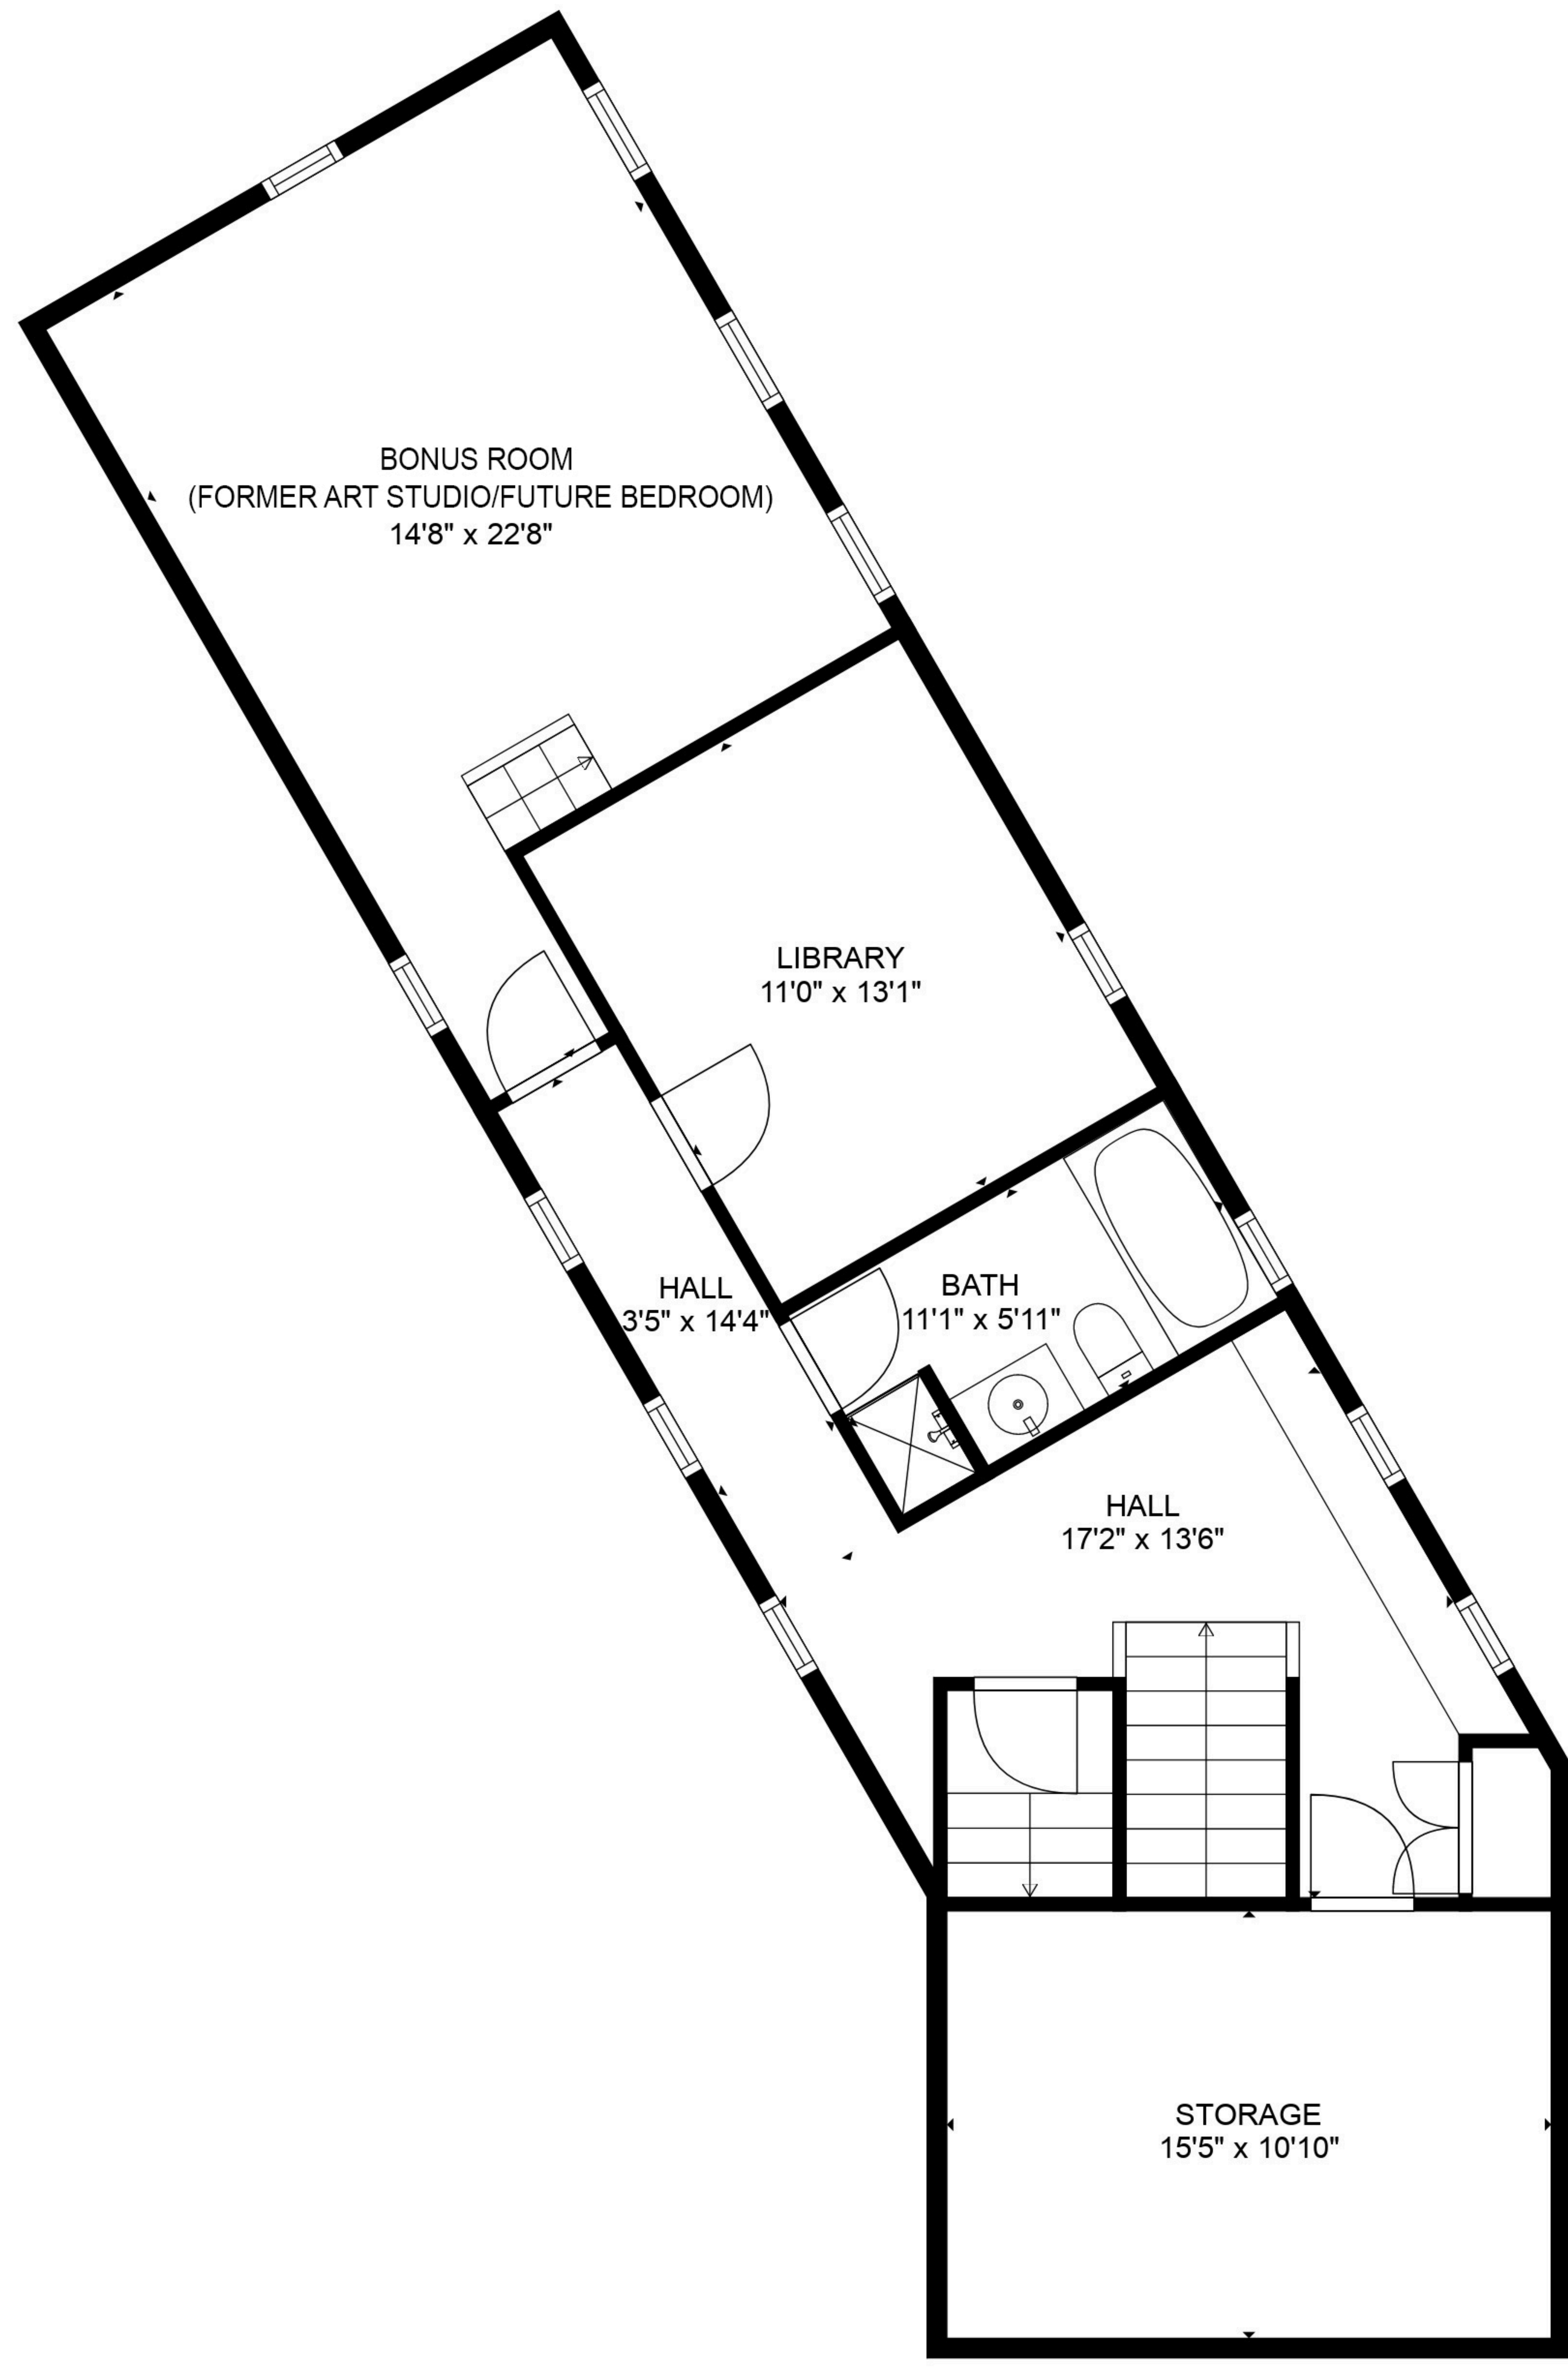 BONUS ROOM
(FORMER ART STUDIO/FUTURE BEDROOM)
14'8" x 22'8"
LIBRARY
11'0" x 13'1"
HALL
3'5" x 14'4"
BATH
11'1" x 5'11"
HALL
17'2" x 13'6"
STORAGE
15'5" x 10'10"